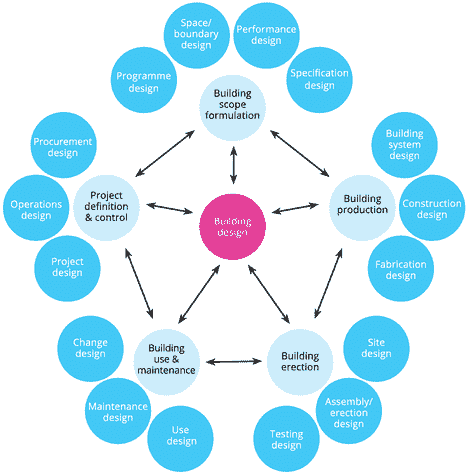 Space/
boundary
design
Performance
design
Programme
design
Specification
design
Building
scope
formulation
Procurement
design
Building
system
design
Operations
design
Project
definition
& control
Building
design
Building
production
Construction
design
Project
design
Fabrication
design
Change
design
Building
use &
maintenance
Building
erection
Site
design
Maintenance
design
Assembly/
erection
design
Use
design
Testing
design